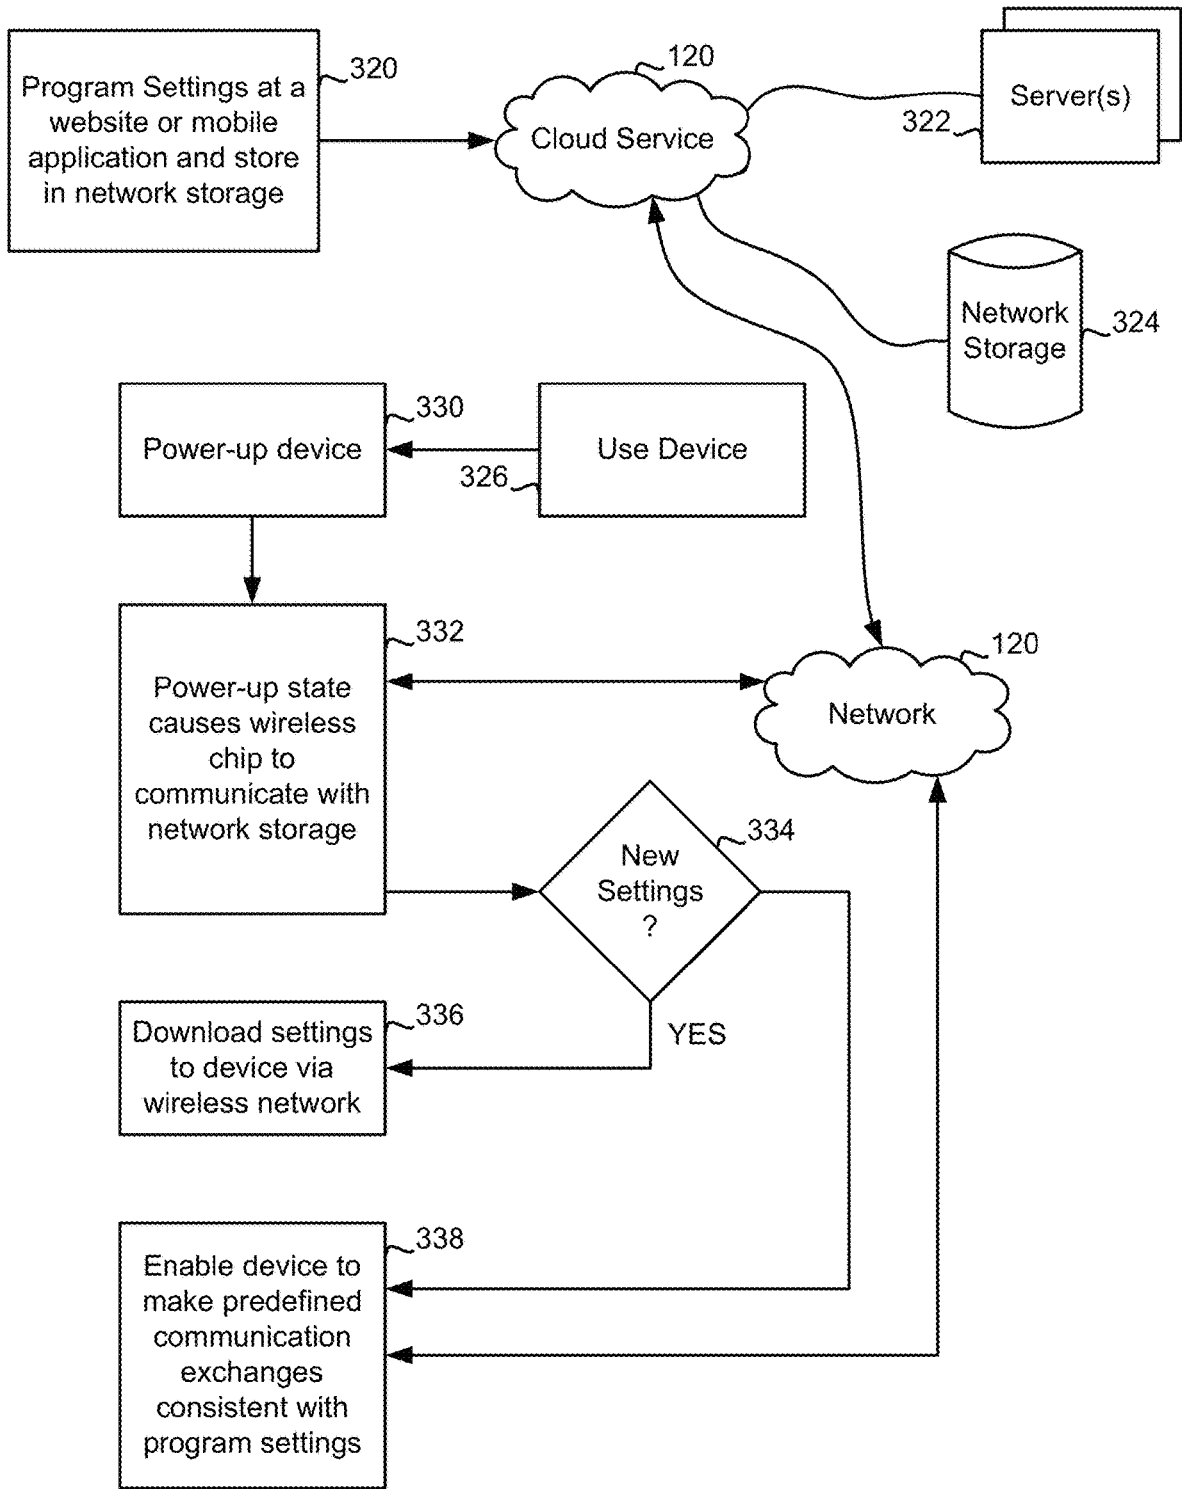 320
Program Settings at a
website or mobile
application and store
in network storage
120
Cloud Service
Server(s)
322
Network
Storage
324
330
Power-up device
Use Device
326
332
Power-up state
causes wireless
chip to
communicate with
network storage
120
Network
334
New
Settings
?
YES
336
Download settings
to device via
wireless network
338
Enable device to
make predefined
communication
exchanges
consistent with
program settings